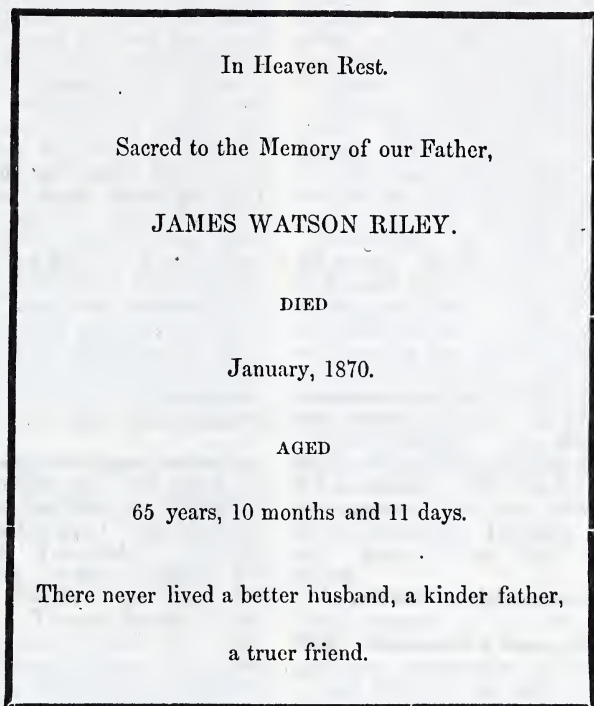 In Heaven Rest.
Sacred to the Memory of our Father,
JAMES WATSON RILEY.
DIED
January, 1870.
AGED
65 years, 10 months and 11 days.
There never lived a better husband, a kinder father,
a truer friend.